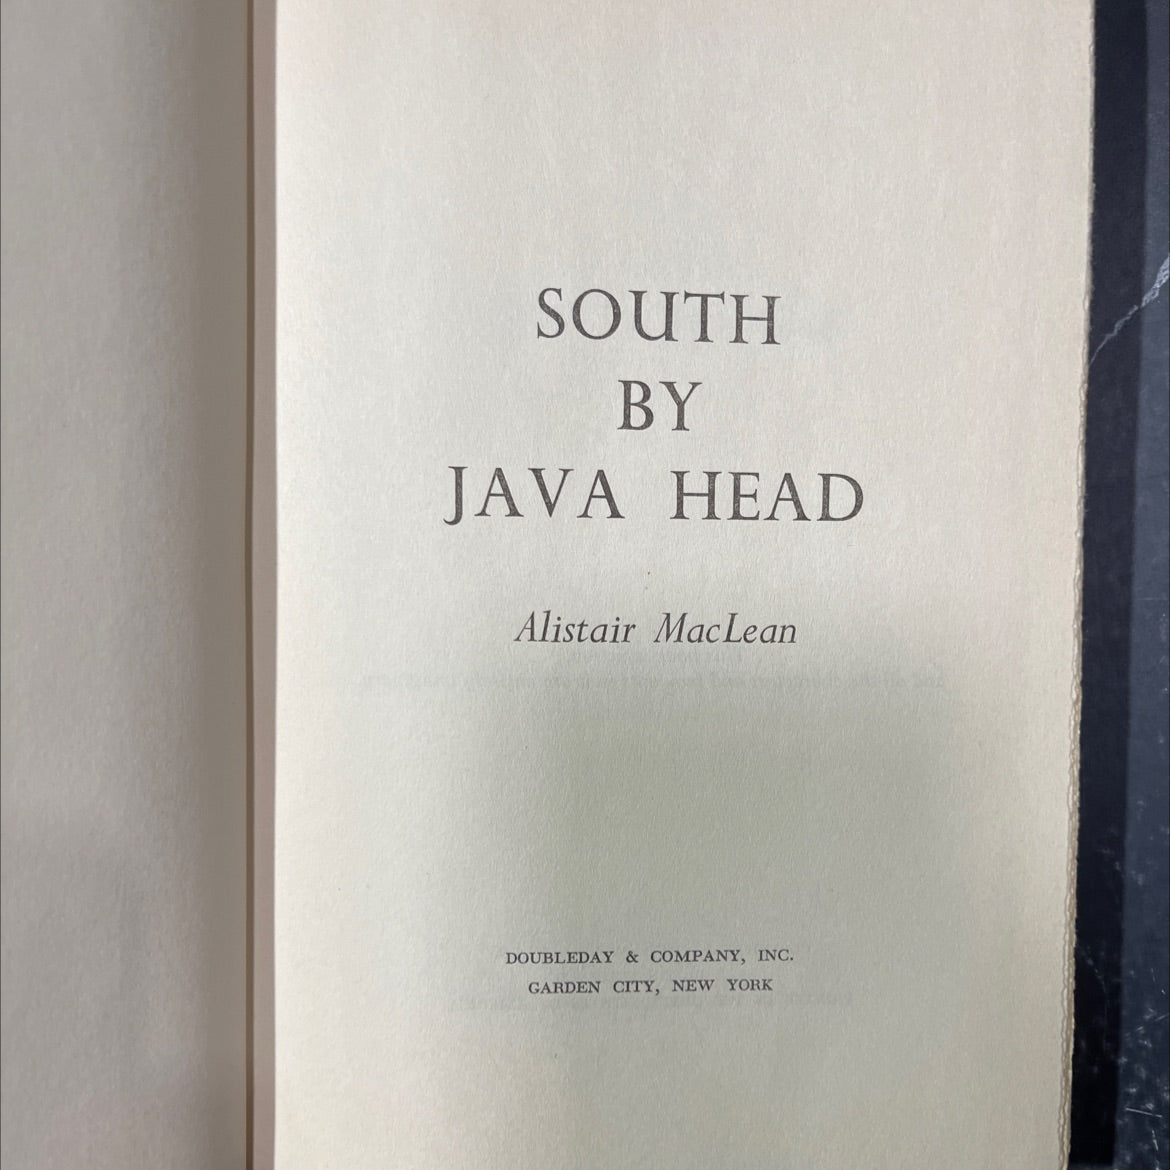 SOUTH
BY
JAVA HEAD
Alistair MacLean
DOUBLEDAY & COMPANY, INC.
GARDEN CITY, NEW YORK